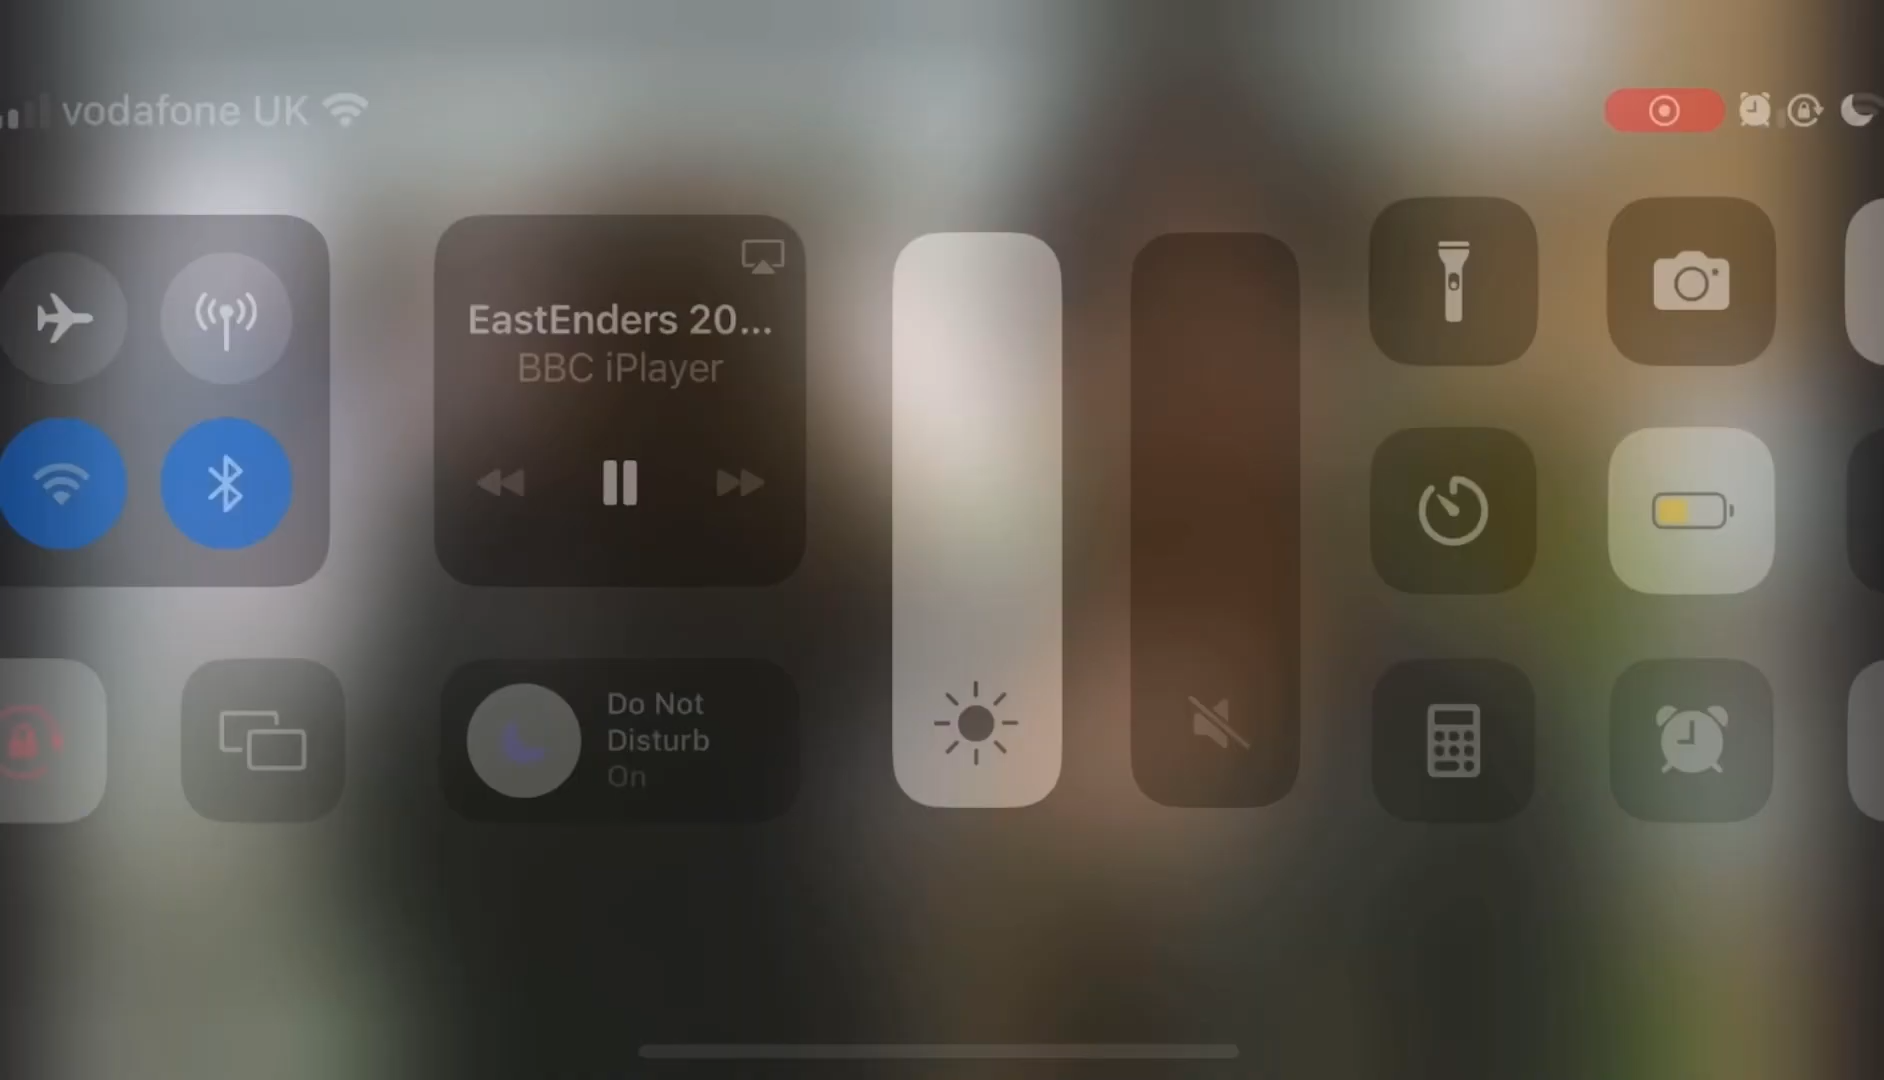 vodafone UK
EastEnders 20...
BBC iPlayer
Do Not
Disturb
On